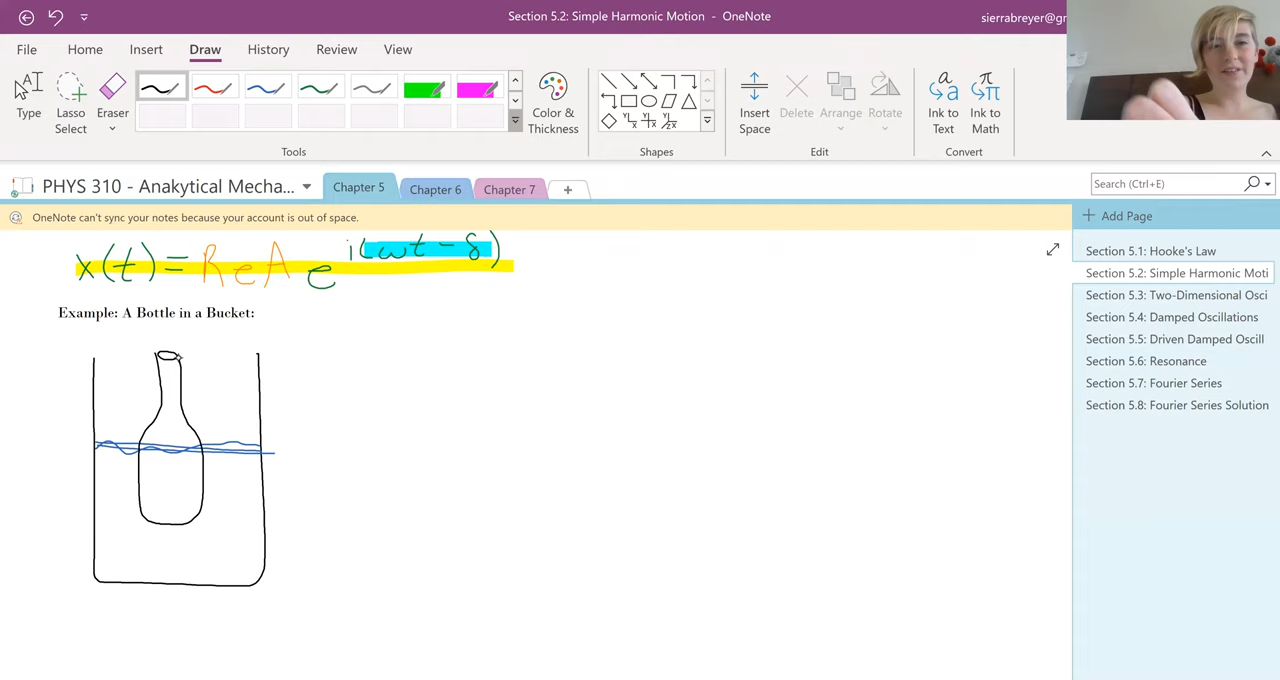 Section 5.2: Simple Harmonic Motion - OneNote
sierrabreyer@gr
File Home Insert Draw History Review View
Type
Lasso Select
Eraser
Color & Thickness
Insert Space
Delete
Arrange
Rotate
Ink to Text
Ink to Math
Tools
Shapes
Edit
Convert
PHYS 310 - Anakytical Mecha...
Chapter 5
Chapter 6
Chapter 7
Search (Ctrl+E)
OneNote can't sync your notes because your account is out of space.
Add Page
Section 5.1: Hooke's Law
Section 5.2: Simple Harmonic Moti
Section 5.3: Two-Dimensional Osci
Section 5.4: Damped Oscillations
Section 5.5: Driven Damped Oscill
Section 5.6: Resonance
Section 5.7: Fourier Series
Section 5.8: Fourier Series Solution
x(t) = Re A e^i(ωt - δ)
Example: A Bottle in a Bucket: